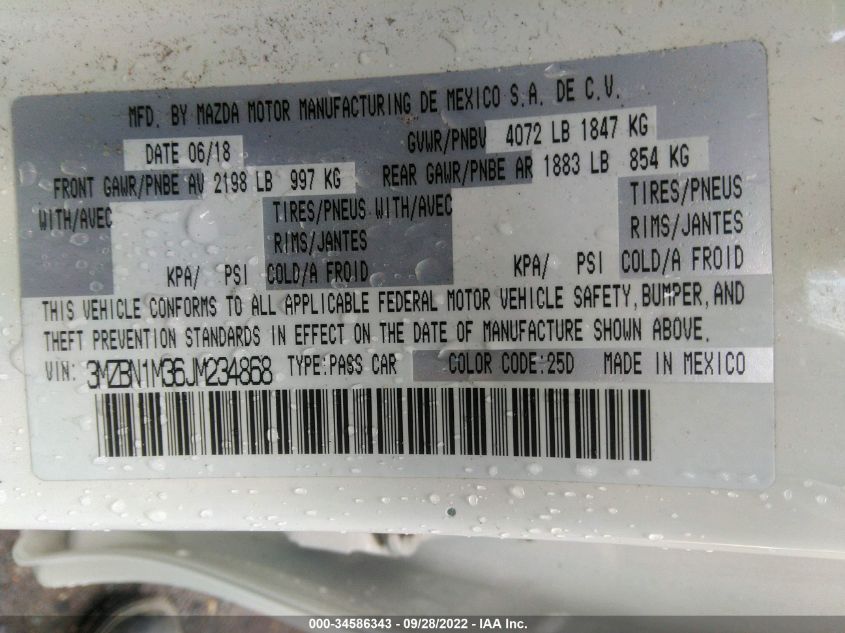 MFD. BY MAZDA MOTOR MANUFACTURING DE MEXICO S.A. DE C.V.
DATE 06/18 GVWR/PNBV 4072 LB 1847 KG
FRONT GAWR/PNBE AV 2198 LB 997 KG REAR GAWR/PNBE AR 1883 LB 854 KG
WITH/AVEC TIRES/PNEUS WITH/AVEC TIRES/PNEUS
RIMS/JANTES RIMS/JANTES
KPA/ PSI COLD/A FROID KPA/ PSI COLD/A FROID
THIS VEHICLE CONFORMS TO ALL APPLICABLE FEDERAL MOTOR VEHICLE SAFETY, BUMPER, AND
THEFT PREVENTION STANDARDS IN EFFECT ON THE DATE OF MANUFACTURE SHOWN ABOVE.
VIN: 3MZBN1M36JM234868 TYPE:PASS CAR COLOR CODE:25D MADE IN MEXICO
000-34586343 - 09/28/2022 - IAA Inc.